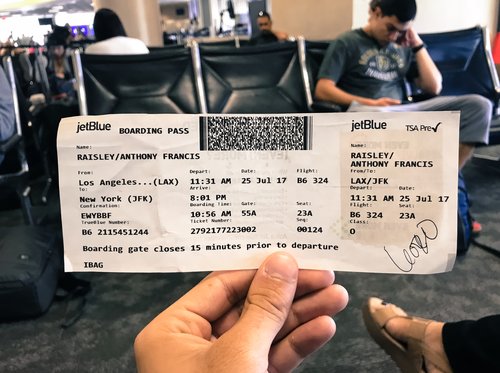 jetBlue BOARDING PASS
Name:
RAISLEY/ANTHONY FRANCIS
From: Depart: Date: Flight:
Los Angeles...(LAX) 11:31 AM 25 Jul 17 B6 324
To: Arrive:
New York (JFK) 8:01 PM
Confirmation: Boarding Time: Gate: Seat:
EWYBBF 10:56 AM 55A 23A
TrueBlue Number: Ticket Number: Seq:
B6 2115451244 2792177223002 00124
Boarding gate closes 15 minutes prior to departure
IBAG
jetBlue TSA Pre✓
Name:
RAISLEY/
ANTHONY FRANCIS
From/To:
LAX/JFK
Depart: Date:
11:31 AM 25 Jul 17
Flight: Seat:
B6 324 23A
Class:
O